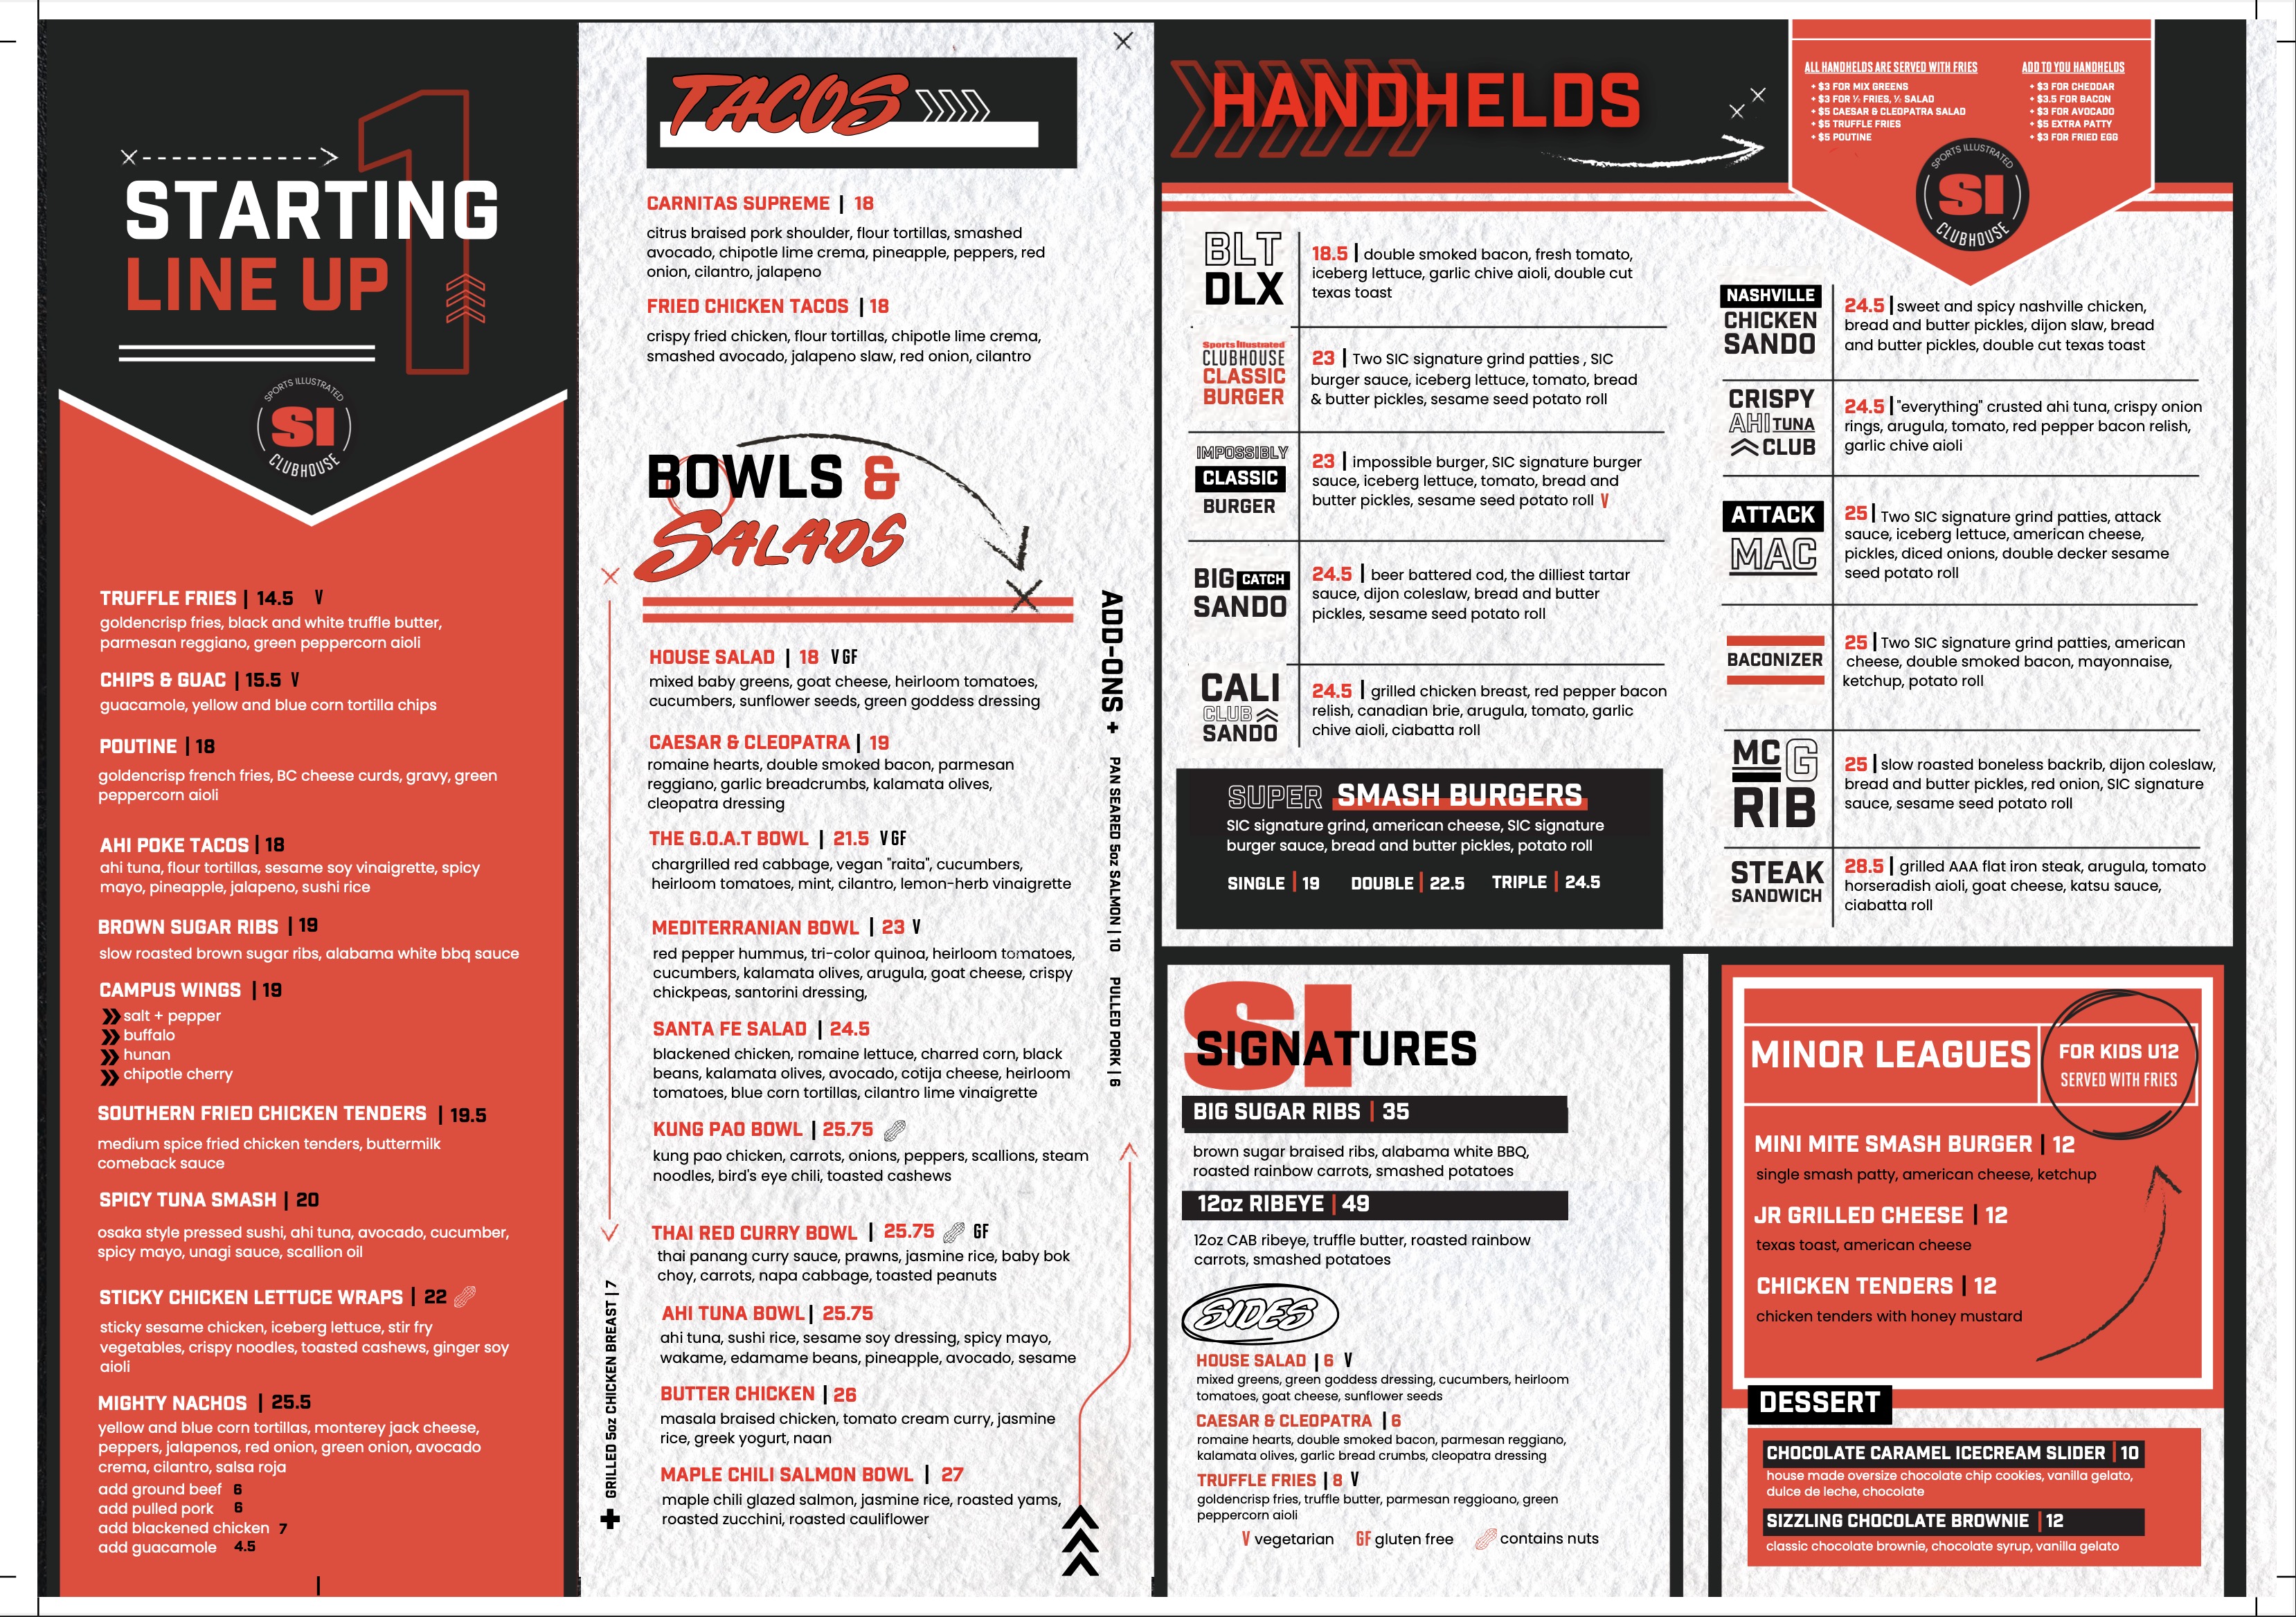 STARTING
LINE UP
1
SPORTS ILLUSTRATED
SI
CLUBHOUSE
TRUFFLE FRIES | 14.5 V
goldencrisp fries, black and white truffle butter,
parmesan reggiano, green peppercorn aioli
CHIPS & GUAC | 15.5 V
guacamole, yellow and blue corn tortilla chips
POUTINE | 18
goldencrisp french fries, BC cheese curds, gravy, green
peppercorn aioli
AHI POKE TACOS | 18
ahi tuna, flour tortillas, sesame soy vinaigrette, spicy
mayo, pineapple, jalapeno, sushi rice
BROWN SUGAR RIBS | 19
slow roasted brown sugar ribs, alabama white bbq sauce
CAMPUS WINGS | 19
salt + pepper
buffalo
hunan
chipotle cherry
SOUTHERN FRIED CHICKEN TENDERS | 19.5
medium spice fried chicken tenders, buttermilk
comeback sauce
SPICY TUNA SMASH | 20
osaka style pressed sushi, ahi tuna, avocado, cucumber,
spicy mayo, unagi sauce, scallion oil
STICKY CHICKEN LETTUCE WRAPS | 22
sticky sesame chicken, iceberg lettuce, stir fry
vegetables, crispy noodles, toasted cashews, ginger soy
aioli
MIGHTY NACHOS | 25.5
yellow and blue corn tortillas, monterey jack cheese,
peppers, jalapenos, red onion, green onion, avocado
crema, cilantro, salsa roja
add ground beef 6
add pulled pork 6
add blackened chicken 7
add guacamole 4.5
TACOS
CARNITAS SUPREME | 18
citrus braised pork shoulder, flour tortillas, smashed
avocado, chipotle lime crema, pineapple, peppers, red
onion, cilantro, jalapeno
FRIED CHICKEN TACOS | 18
crispy fried chicken, flour tortillas, chipotle lime crema,
smashed avocado, jalapeno slaw, red onion, cilantro
BOWLS &
SALADS
HOUSE SALAD | 18 V GF
mixed baby greens, goat cheese, heirloom tomatoes,
cucumbers, sunflower seeds, green goddess dressing
CAESAR & CLEOPATRA | 19
romaine hearts, double smoked bacon, parmesan
reggiano, garlic breadcrumbs, kalamata olives,
cleopatra dressing
THE G.O.A.T BOWL | 21.5 V GF
chargrilled red cabbage, vegan "raita", cucumbers,
heirloom tomatoes, mint, cilantro, lemon-herb vinaigrette
MEDITERRANIAN BOWL | 23 V
red pepper hummus, tri-color quinoa, heirloom tomatoes,
cucumbers, kalamata olives, arugula, goat cheese, crispy
chickpeas, santorini dressing,
SANTA FE SALAD | 24.5
blackened chicken, romaine lettuce, charred corn, black
beans, kalamata olives, avocado, cotija cheese, heirloom
tomatoes, blue corn tortillas, cilantro lime vinaigrette
KUNG PAO BOWL | 25.75
kung pao chicken, carrots, onions, peppers, scallions, steam
noodles, bird's eye chili, toasted cashews
THAI RED CURRY BOWL | 25.75 GF
thai panang curry sauce, prawns, jasmine rice, baby bok
choy, carrots, napa cabbage, toasted peanuts
AHI TUNA BOWL | 25.75
ahi tuna, sushi rice, sesame soy dressing, spicy mayo,
wakame, edamame beans, pineapple, avocado, sesame
BUTTER CHICKEN | 26
masala braised chicken, tomato cream curry, jasmine
rice, greek yogurt, naan
MAPLE CHILI SALMON BOWL | 27
maple chili glazed salmon, jasmine rice, roasted yams,
roasted zucchini, roasted cauliflower
ADD-ONS + PAN SEARED 5oz SALMON | 10 PULLED PORK | 6
+ GRILLED 5oz CHICKEN BREAST | 7
HANDHELDS
ALL HANDHELDS ARE SERVED WITH FRIES
+ $3 FOR MIX GREENS
+ $3 FOR ½ FRIES, ½ SALAD
+ $5 CAESAR & CLEOPATRA SALAD
+ $5 TRUFFLE FRIES
+ $5 POUTINE
ADD TO YOU HANDHELDS
+ $3 FOR CHEDDAR
+ $3.5 FOR BACON
+ $3 FOR AVOCADO
+ $5 EXTRA PATTY
+ $3 FOR FRIED EGG
SPORTS ILLUSTRATED
SI
CLUBHOUSE
BLT
DLX
18.5 | double smoked bacon, fresh tomato,
iceberg lettuce, garlic chive aioli, double cut
texas toast
Sports Illustrated
CLUBHOUSE
CLASSIC
BURGER
23 | Two SIC signature grind patties , SIC
burger sauce, iceberg lettuce, tomato, bread
& butter pickles, sesame seed potato roll
IMPOSSIBLY
CLASSIC
BURGER
23 | impossible burger, SIC signature burger
sauce, iceberg lettuce, tomato, bread and
butter pickles, sesame seed potato roll V
BIG CATCH
SANDO
24.5 | beer battered cod, the dilliest tartar
sauce, dijon coleslaw, bread and butter
pickles, sesame seed potato roll
CALI
CLUB
SANDO
24.5 | grilled chicken breast, red pepper bacon
relish, canadian brie, arugula, tomato, garlic
chive aioli, ciabatta roll
SUPER SMASH BURGERS
SIC signature grind, american cheese, SIC signature
burger sauce, bread and butter pickles, potato roll
SINGLE | 19 DOUBLE | 22.5 TRIPLE | 24.5
NASHVILLE
CHICKEN
SANDO
24.5 | sweet and spicy nashville chicken,
bread and butter pickles, dijon slaw, bread
and butter pickles, double cut texas toast
CRISPY
AHI TUNA
CLUB
24.5 | "everything" crusted ahi tuna, crispy onion
rings, arugula, tomato, red pepper bacon relish,
garlic chive aioli
ATTACK
MAC
25 | Two SIC signature grind patties, attack
sauce, iceberg lettuce, american cheese,
pickles, diced onions, double decker sesame
seed potato roll
BACONIZER
25 | Two SIC signature grind patties, american
cheese, double smoked bacon, mayonnaise,
ketchup, potato roll
MCG
RIB
25 | slow roasted boneless backrib, dijon coleslaw,
bread and butter pickles, red onion, SIC signature
sauce, sesame seed potato roll
STEAK
SANDWICH
28.5 | grilled AAA flat iron steak, arugula, tomato
horseradish aioli, goat cheese, katsu sauce,
ciabatta roll
SI
SIGNATURES
BIG SUGAR RIBS | 35
brown sugar braised ribs, alabama white BBQ,
roasted rainbow carrots, smashed potatoes
12oz RIBEYE | 49
12oz CAB ribeye, truffle butter, roasted rainbow
carrots, smashed potatoes
SIDES
HOUSE SALAD | 6 V
mixed greens, green goddess dressing, cucumbers, heirloom
tomatoes, goat cheese, sunflower seeds
CAESAR & CLEOPATRA | 6
romaine hearts, double smoked bacon, parmesan reggiano,
kalamata olives, garlic bread crumbs, cleopatra dressing
TRUFFLE FRIES | 8 V
goldencrisp fries, truffle butter, parmesan reggioano, green
peppercorn aioli
V vegetarian GF gluten free contains nuts
MINOR LEAGUES
FOR KIDS U12
SERVED WITH FRIES
MINI MITE SMASH BURGER | 12
single smash patty, american cheese, ketchup
JR GRILLED CHEESE | 12
texas toast, american cheese
CHICKEN TENDERS | 12
chicken tenders with honey mustard
DESSERT
CHOCOLATE CARAMEL ICECREAM SLIDER | 10
house made oversize chocolate chip cookies, vanilla gelato,
dulce de leche, chocolate
SIZZLING CHOCOLATE BROWNIE | 12
classic chocolate brownie, chocolate syrup, vanilla gelato